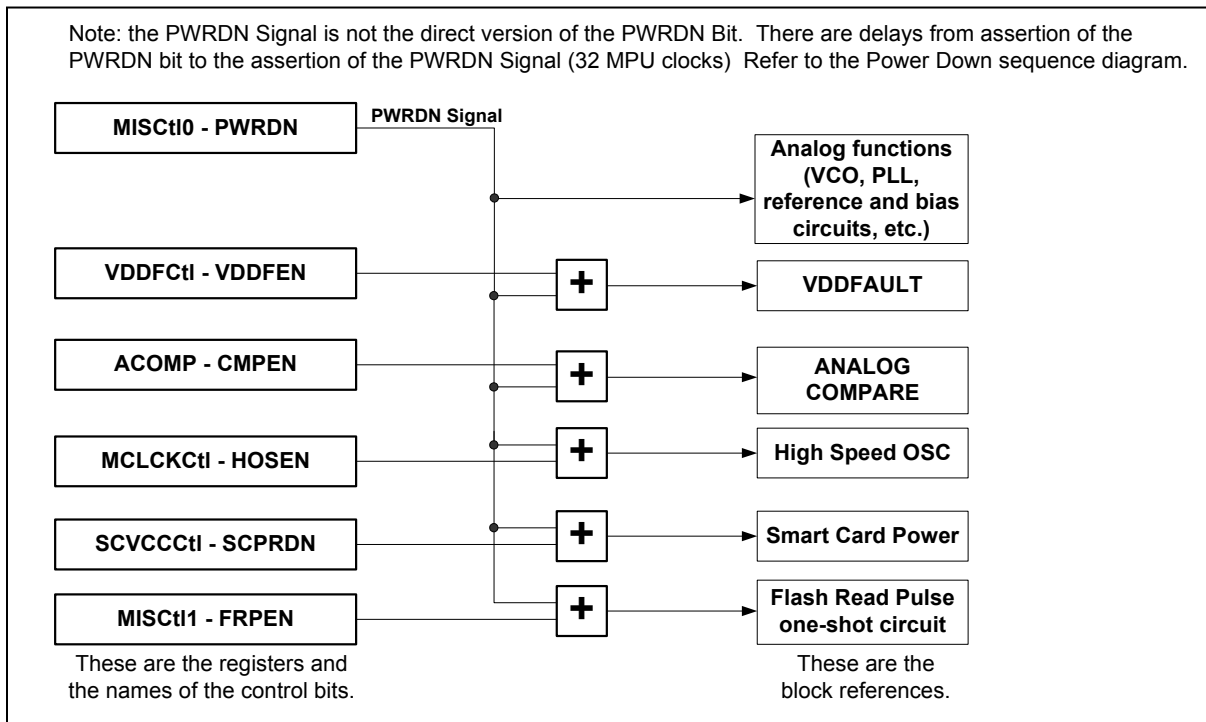 Note: the PWRDN Signal is not the direct version of the PWRDN Bit.  There are delays from assertion of the
PWRDN bit to the assertion of the PWRDN Signal (32 MPU clocks)  Refer to the Power Down sequence diagram.
MISCtl0 - PWRDN
PWRDN Signal
Analog functions
(VCO, PLL,
reference and bias
circuits, etc.)
VDDFCtl - VDDFEN
+
VDDFAULT
ACOMP - CMPEN
+
ANALOG
COMPARE
MCLCKCtl - HOSEN
+
High Speed OSC
SCVCCCtl - SCPRDN
+
Smart Card Power
MISCtl1 - FRPEN
+
Flash Read Pulse
one-shot circuit
These are the registers and
the names of the control bits.
These are the
block references.